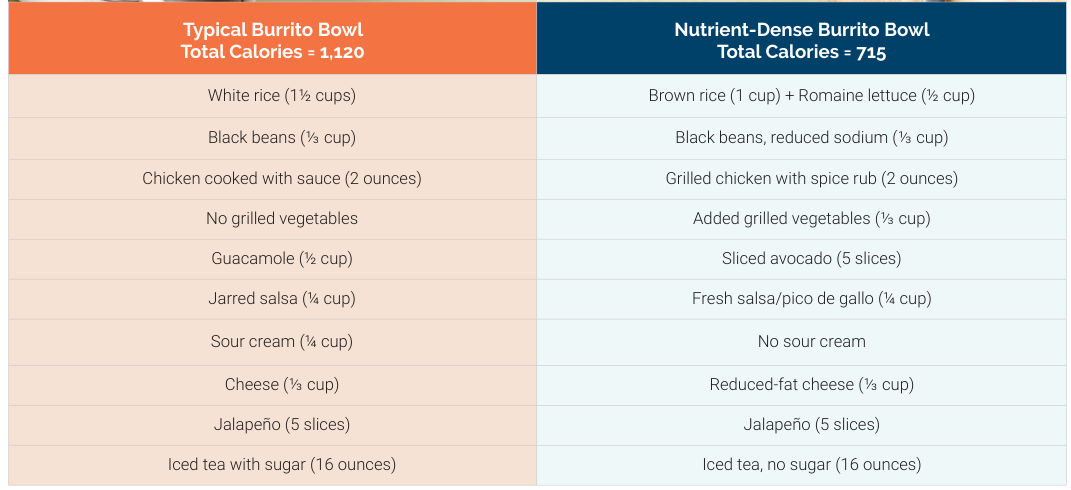 Typical Burrito Bowl
Total Calories = 1,120
Nutrient-Dense Burrito Bowl
Total Calories = 715
White rice (1½ cups)
Brown rice (1 cup) + Romaine lettuce (½ cup)
Black beans (⅓ cup)
Black beans, reduced sodium (⅓ cup)
Chicken cooked with sauce (2 ounces)
Grilled chicken with spice rub (2 ounces)
No grilled vegetables
Added grilled vegetables (⅓ cup)
Guacamole (½ cup)
Sliced avocado (5 slices)
Jarred salsa (¼ cup)
Fresh salsa/pico de gallo (¼ cup)
Sour cream (¼ cup)
No sour cream
Cheese (⅓ cup)
Reduced-fat cheese (⅓ cup)
Jalapeño (5 slices)
Jalapeño (5 slices)
Iced tea with sugar (16 ounces)
Iced tea, no sugar (16 ounces)